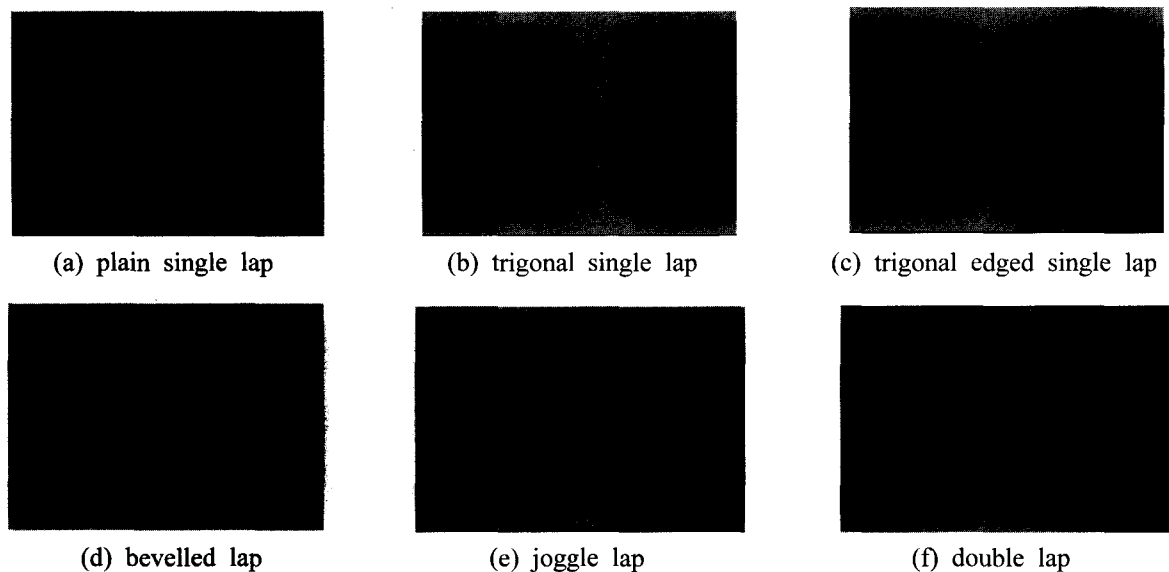 (a) plain single lap
(b) trigonal single lap
(c) trigonal edged single lap
(d) bevelled lap
(e) joggle lap
(f) double lap